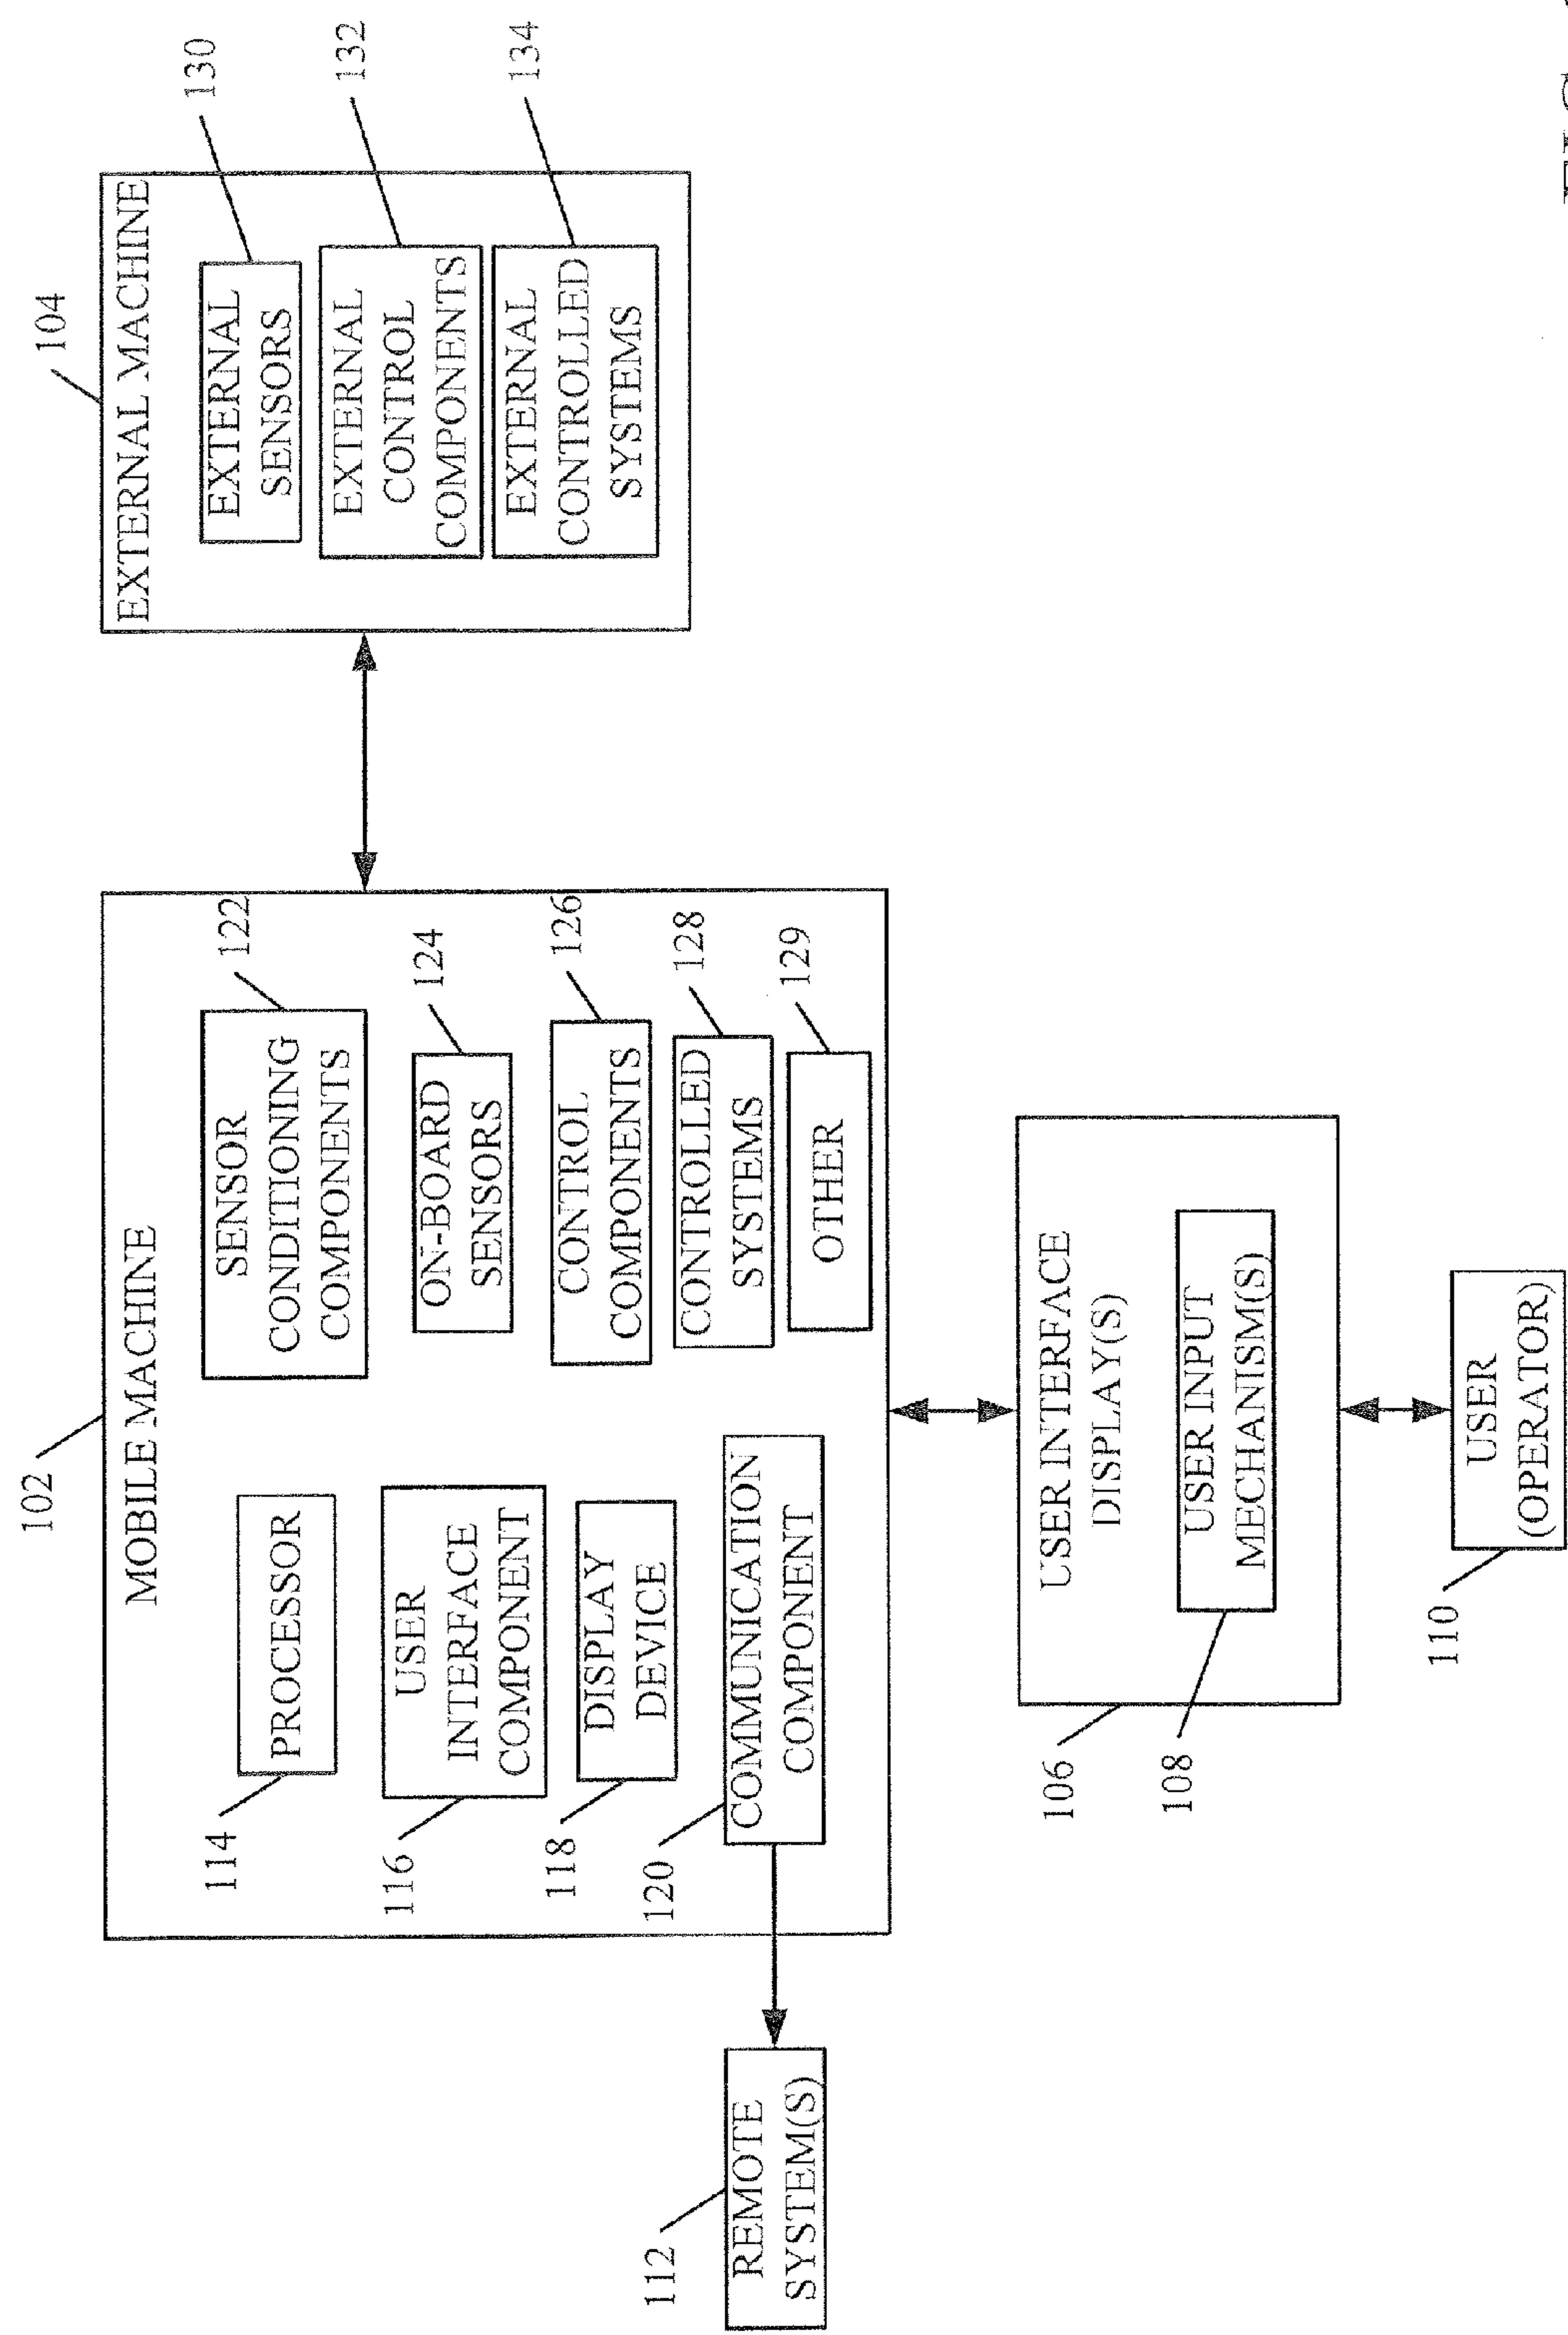 102
MOBILE MACHINE
114
PROCESSOR
116
USER
INTERFACE
COMPONENT
118
DISPLAY
DEVICE
120
COMMUNICATION
COMPONENT
SENSOR
CONDITIONING
COMPONENTS
122
ON-BOARD
SENSORS
124
CONTROL
COMPONENTS
126
CONTROLLED
SYSTEMS
128
OTHER
129
104
EXTERNAL MACHINE
EXTERNAL
SENSORS
130
EXTERNAL
CONTROL
COMPONENTS
132
EXTERNAL
CONTROLLED
SYSTEMS
134
112
REMOTE
SYSTEM(S)
106
USER INTERFACE
DISPLAY(S)
108
USER INPUT
MECHANISM(S)
110
USER
(OPERATOR)